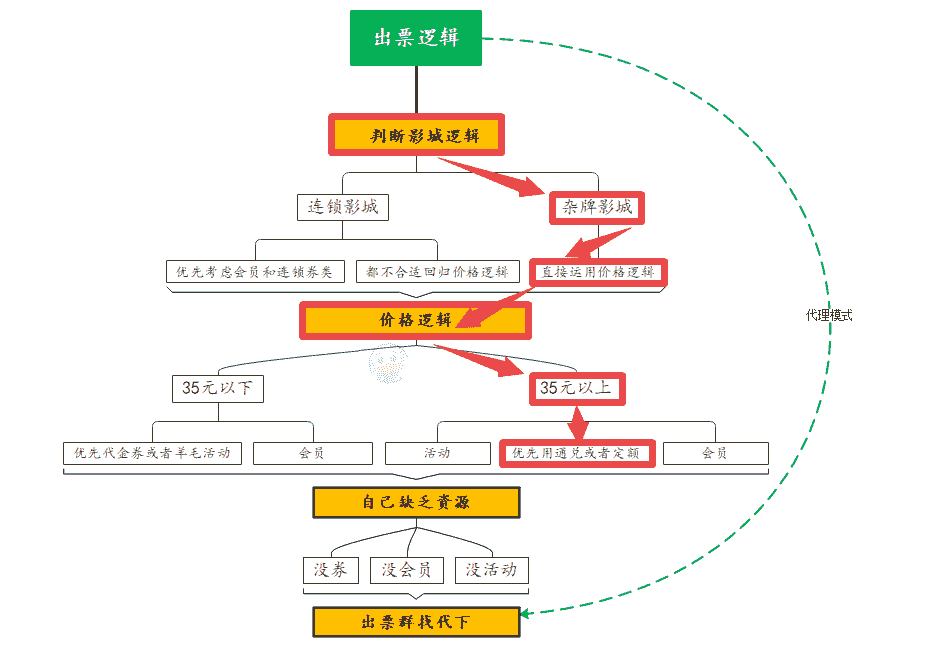 出票逻辑
判断影城逻辑
连锁影城
杂牌影城
优先考虑会员和连锁券类
都不合适回归价格逻辑
直接运用价格逻辑
代理模式
价格逻辑
35元以下
35元以上
优先代金券或者羊毛活动
会员
活动
优先用通兑或者定额
会员
自己缺乏资源
没券
没会员
没活动
出票群找代下